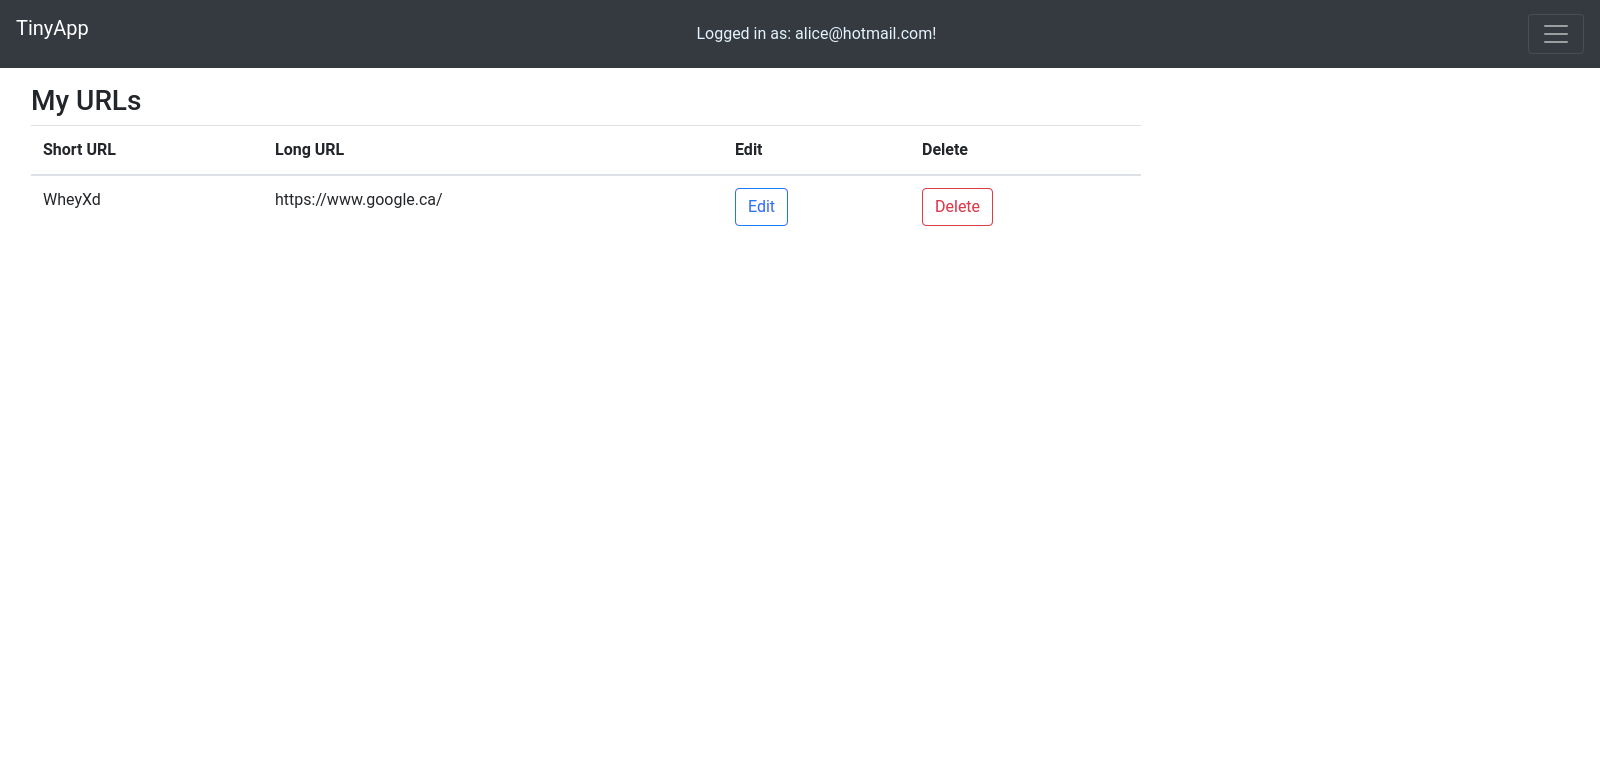 TinyApp
Logged in as: alice@hotmail.com!
My URLs
Short URL Long URL Edit Delete
WheyXd https://www.google.ca/ Edit Delete